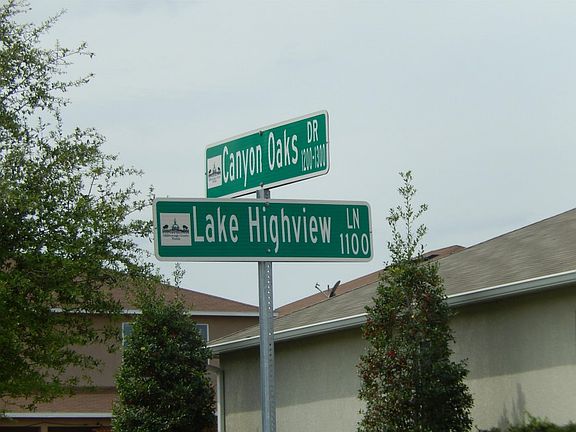 Canyon Oaks DR
1200-1300
Lake Highview LN
1100